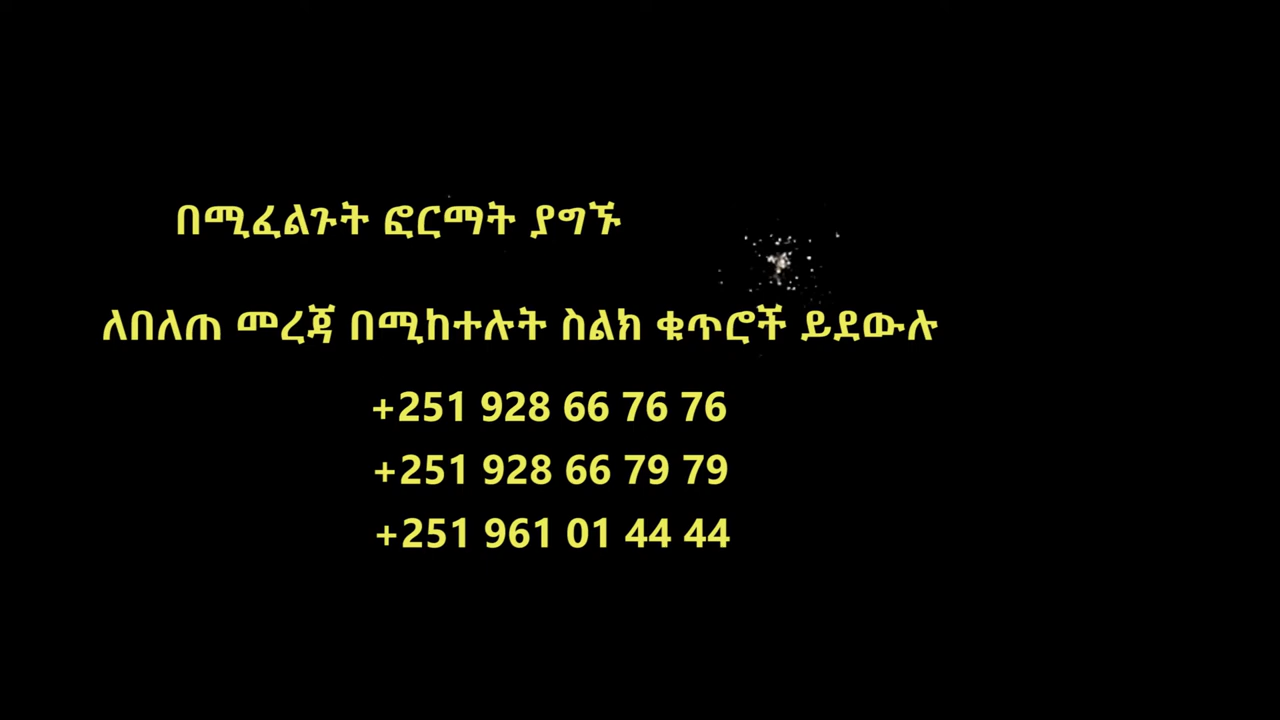 በሚፈልጉት ፎርማት ያግኙ
ለበለጠ መረጃ በሚከተሉት ስልክ ቁጥሮች ይደውሉ
+251 928 66 76 76
+251 928 66 79 79
+251 961 01 44 44